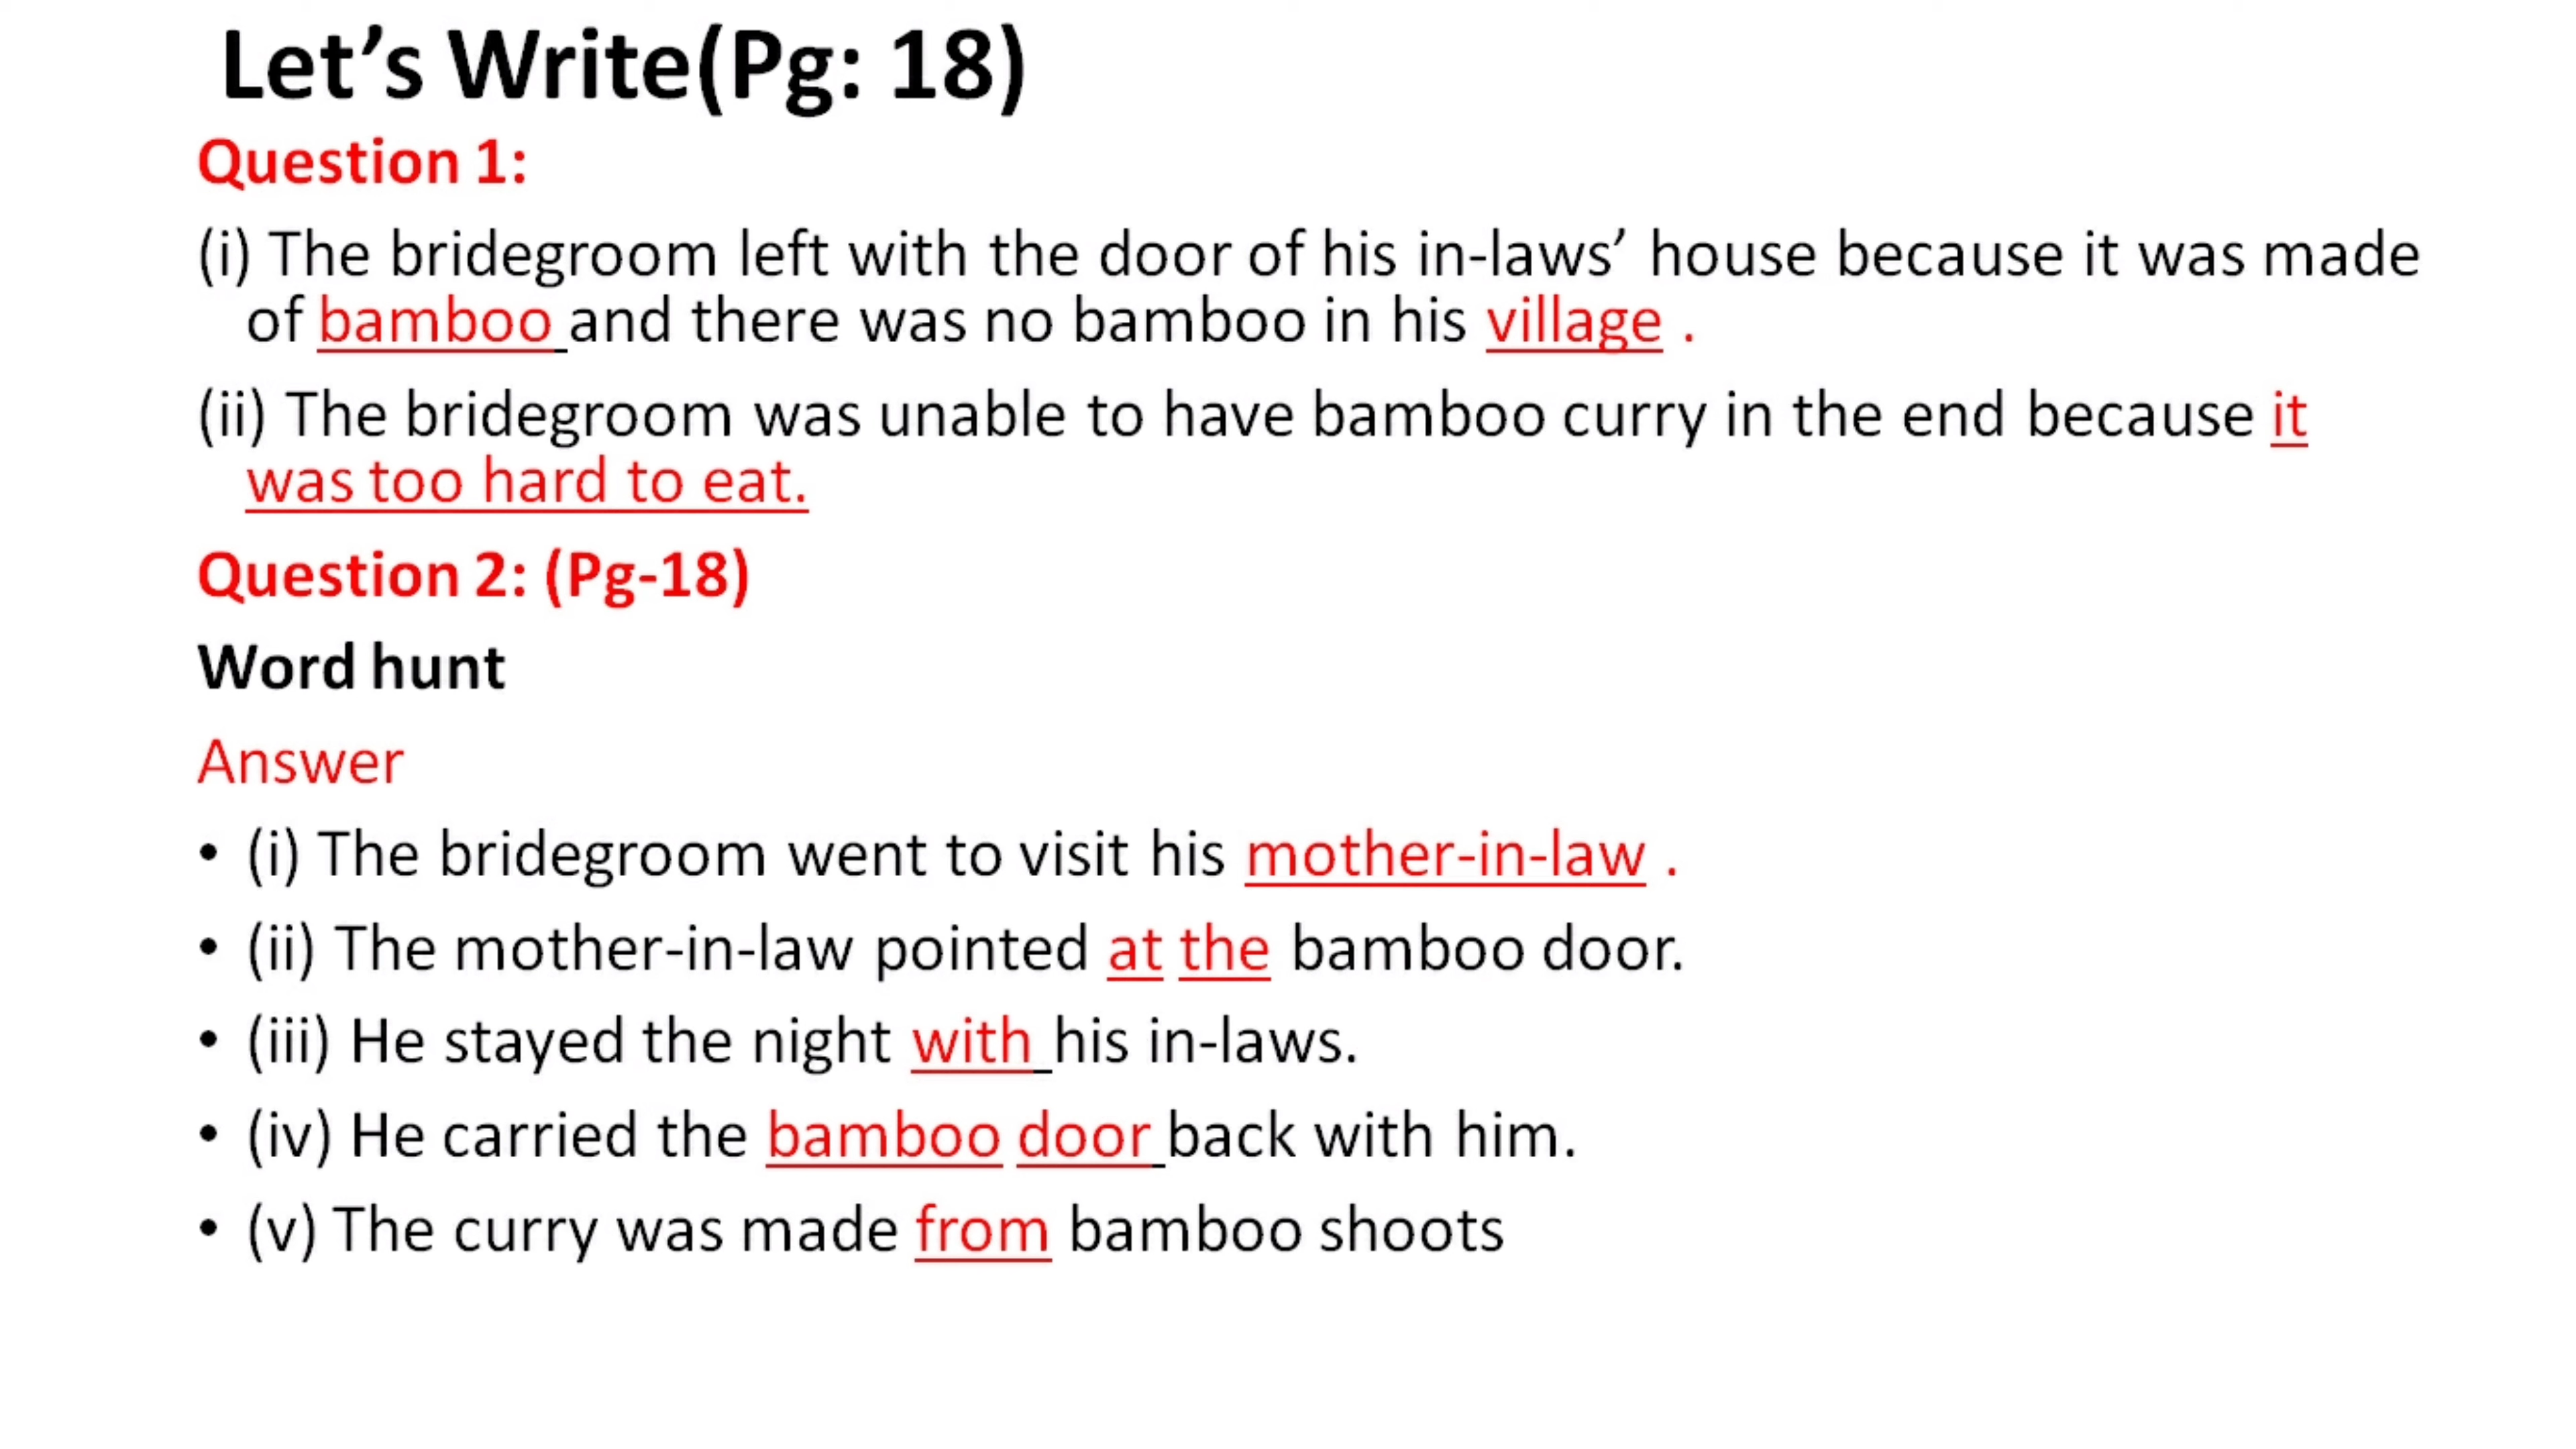 Let’s Write(Pg: 18)
Question 1:
(i) The bridegroom left with the door of his in-laws’ house because it was made
of bamboo and there was no bamboo in his village .
(ii) The bridegroom was unable to have bamboo curry in the end because it
was too hard to eat.
Question 2: (Pg-18)
Word hunt
Answer
• (i) The bridegroom went to visit his mother-in-law .
• (ii) The mother-in-law pointed at the bamboo door.
• (iii) He stayed the night with his in-laws.
• (iv) He carried the bamboo door back with him.
• (v) The curry was made from bamboo shoots